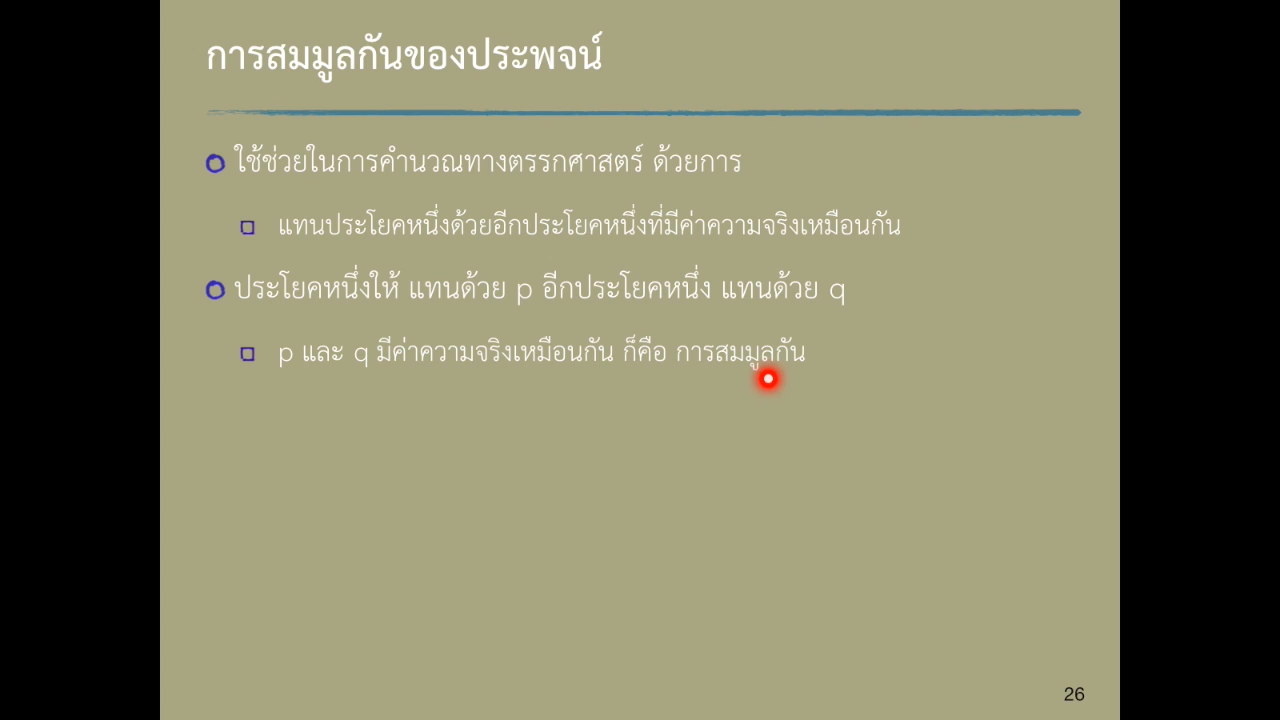 การสมมูลกันของประพจน์
ใช้ช่วยในการคำนวณทางตรรกศาสตร์ ด้วยการ
แทนประโยคหนึ่งด้วยอีกประโยคหนึ่งที่มีค่าความจริงเหมือนกัน
ประโยคหนึ่งให้ แทนด้วย p อีกประโยคหนึ่ง แทนด้วย q
p และ q มีค่าความจริงเหมือนกัน ก็คือ การสมมูลกัน
26